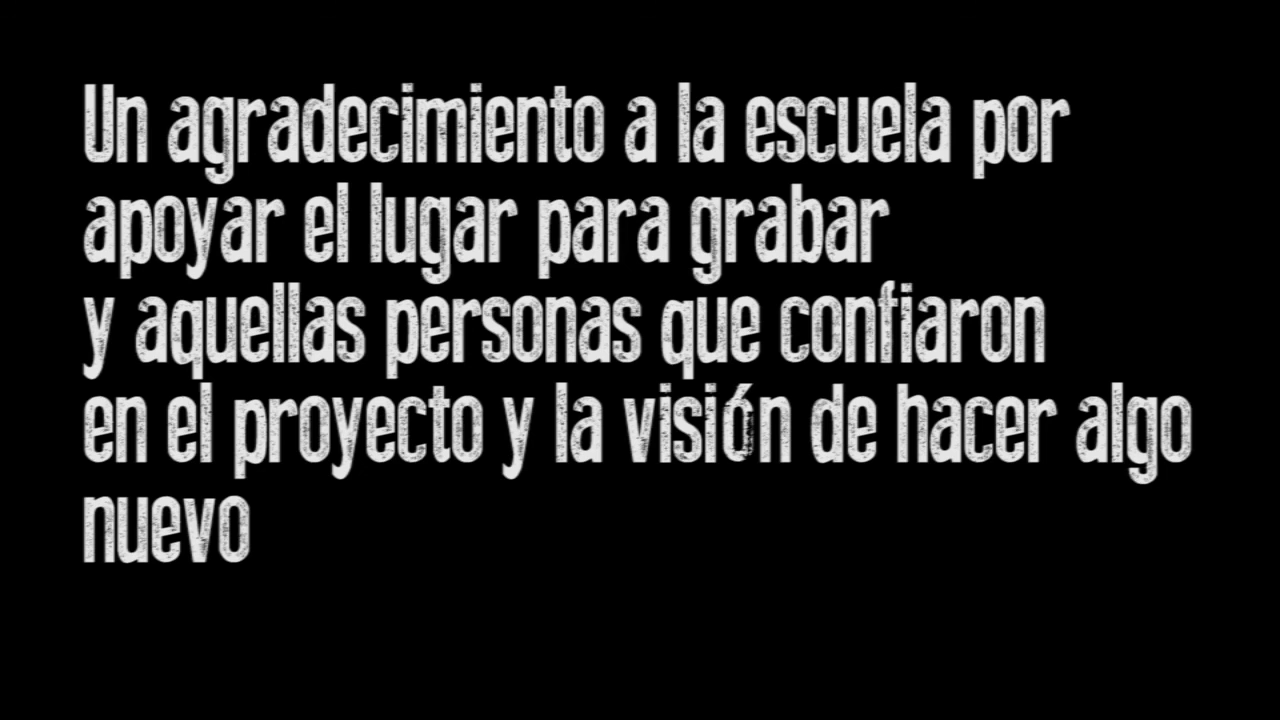 Un agradecimiento a la escuela por
apoyar el lugar para grabar
y aquellas personas que confiaron
en el proyecto y la visión de hacer algo
nuevo